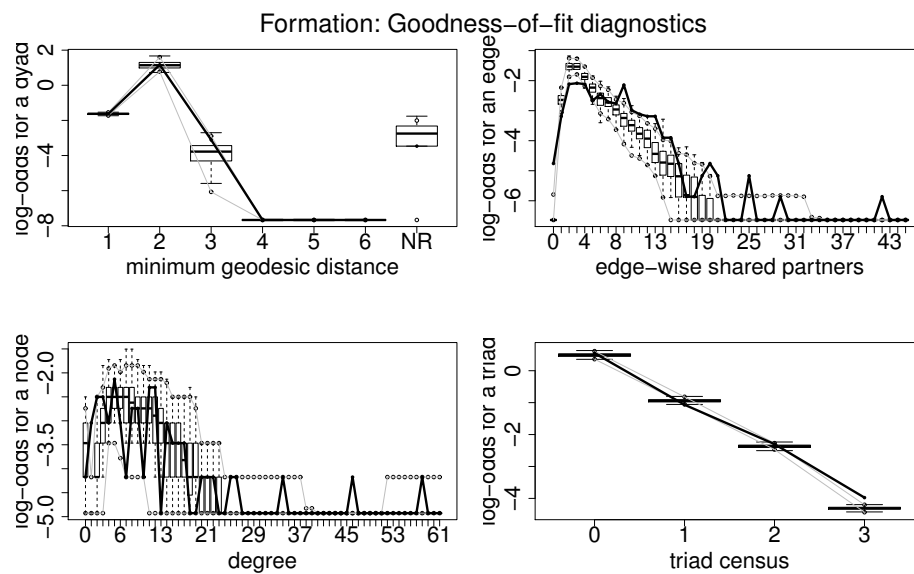 Formation: Goodness−of−fit diagnostics
log−odds for a dyad
2
0
−4
−8
1 2 3 4 5 6 NR
minimum geodesic distance
log−odds for an edge
−2
−4
−6
0 4 8 13 19 25 31 37 43
edge−wise shared partners
log−odds for a node
−2.0
−3.5
−5.0
0 6 13 21 29 37 45 53 61
degree
log−odds for a triad
0
−2
−4
0 1 2 3
triad census